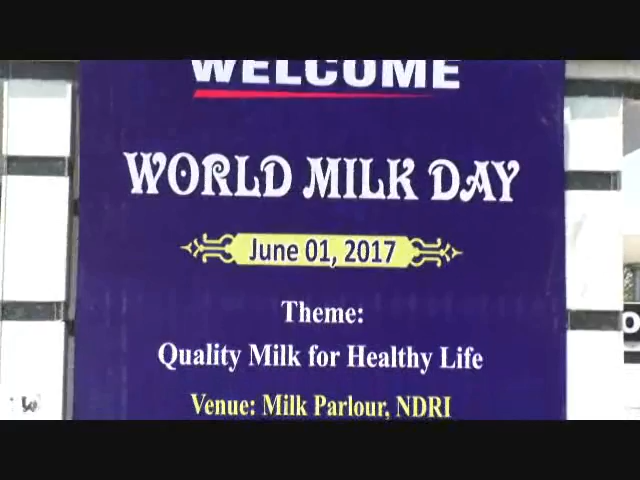 WELCOME
WORLD MILK DAY
June 01, 2017
Theme:
Quality Milk for Healthy Life
Venue: Milk Parlour, NDRI